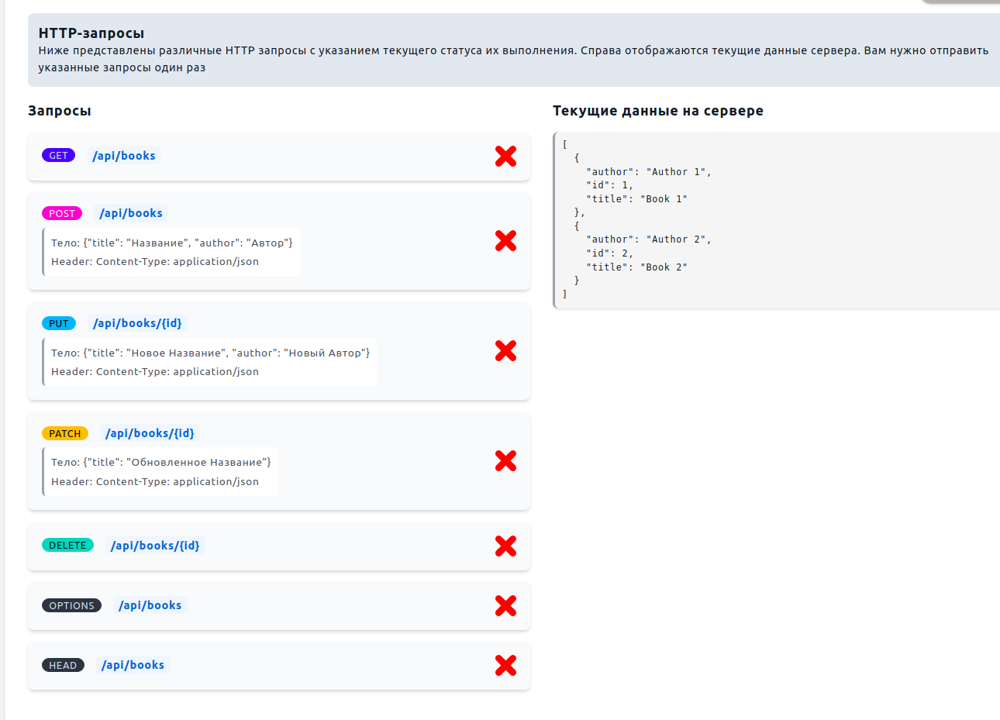 HTTP-запросы
Ниже представлены различные HTTP запросы с указанием текущего статуса их выполнения. Справа отображаются текущие данные сервера. Вам нужно отправить
указанные запросы один раз
Запросы
GET /api/books
POST /api/books
Тело: {"title": "Название", "author": "Автор"}
Header: Content-Type: application/json
PUT /api/books/{id}
Тело: {"title": "Новое Название", "author": "Новый Автор"}
Header: Content-Type: application/json
PATCH /api/books/{id}
Тело: {"title": "Обновленное Название"}
Header: Content-Type: application/json
DELETE /api/books/{id}
OPTIONS /api/books
HEAD /api/books
Текущие данные на сервере
[
  {
    "author": "Author 1",
    "id": 1,
    "title": "Book 1"
  },
  {
    "author": "Author 2",
    "id": 2,
    "title": "Book 2"
  }
]